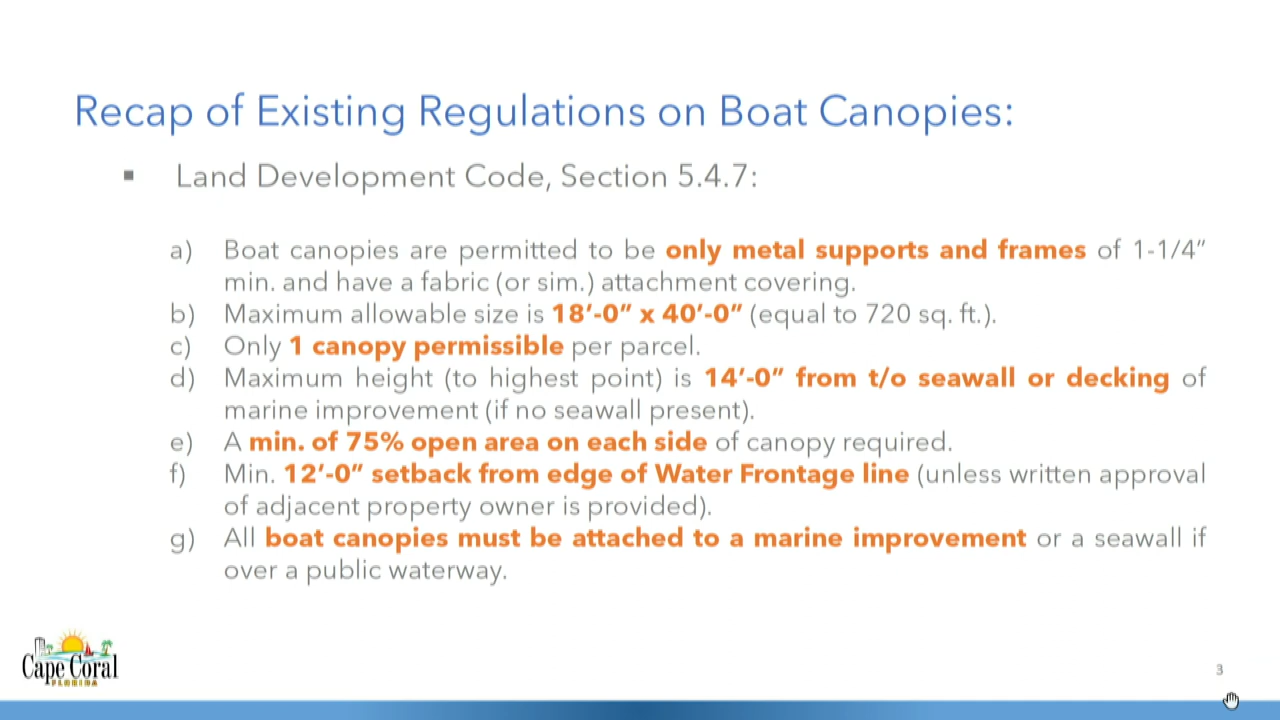 Recap of Existing Regulations on Boat Canopies:
▪ Land Development Code, Section 5.4.7:
a) Boat canopies are permitted to be only metal supports and frames of 1-1/4”
min. and have a fabric (or sim.) attachment covering.
b) Maximum allowable size is 18’-0” x 40’-0” (equal to 720 sq. ft.).
c) Only 1 canopy permissible per parcel.
d) Maximum height (to highest point) is 14’-0” from t/o seawall or decking of
marine improvement (if no seawall present).
e) A min. of 75% open area on each side of canopy required.
f) Min. 12’-0” setback from edge of Water Frontage line (unless written approval
of adjacent property owner is provided).
g) All boat canopies must be attached to a marine improvement or a seawall if
over a public waterway.
Cape Coral
FLORIDA
3